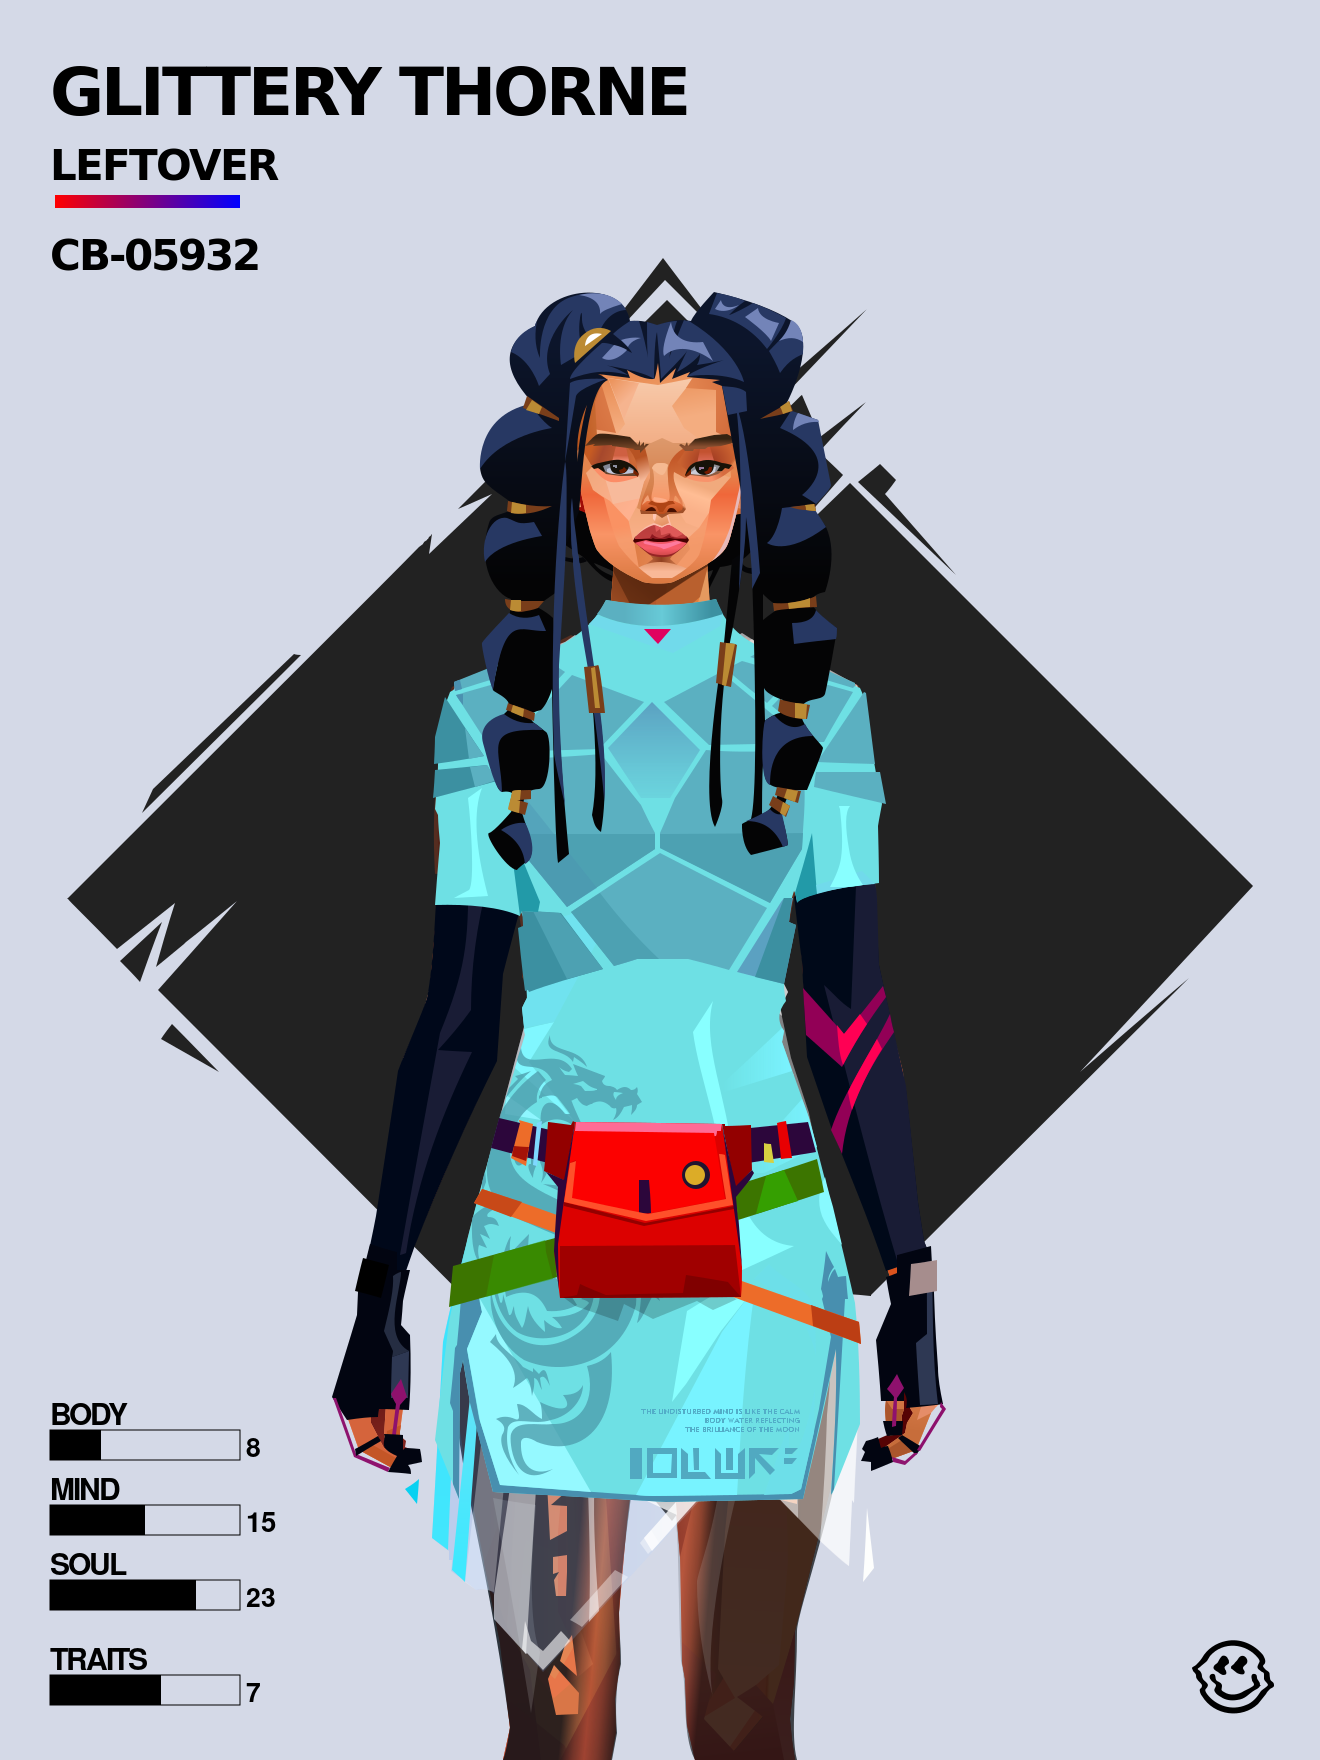 GLITTERY THORNE
LEFTOVER
CB-05932
THE UNDISTURBED MIND IS LIKE THE CALM
BODY WATER REFLECTING
THE BRILLIANCE OF THE MOON
BODY
8
MIND
15
SOUL
23
TRAITS
7